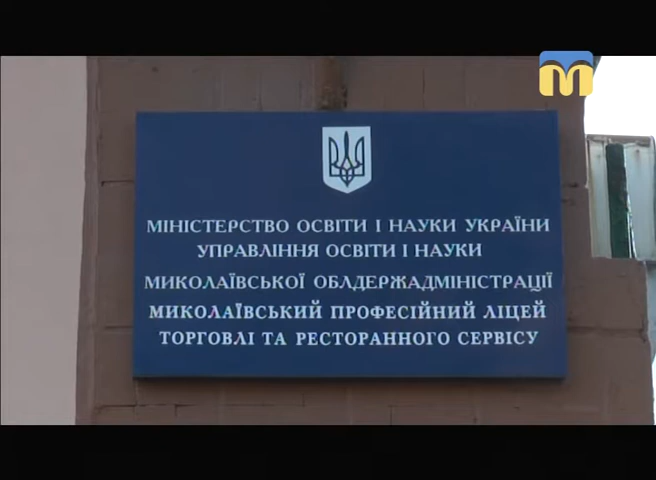 М
МІНІСТЕРСТВО ОСВІТИ І НАУКИ УКРАЇНИ
УПРАВЛІННЯ ОСВІТИ І НАУКИ
МИКОЛАЇВСЬКОЇ ОБЛДЕРЖАДМІНІСТРАЦІЇ
МИКОЛАЇВСЬКИЙ ПРОФЕСІЙНИЙ ЛІЦЕЙ
ТОРГОВЛІ ТА РЕСТОРАННОГО СЕРВІСУ